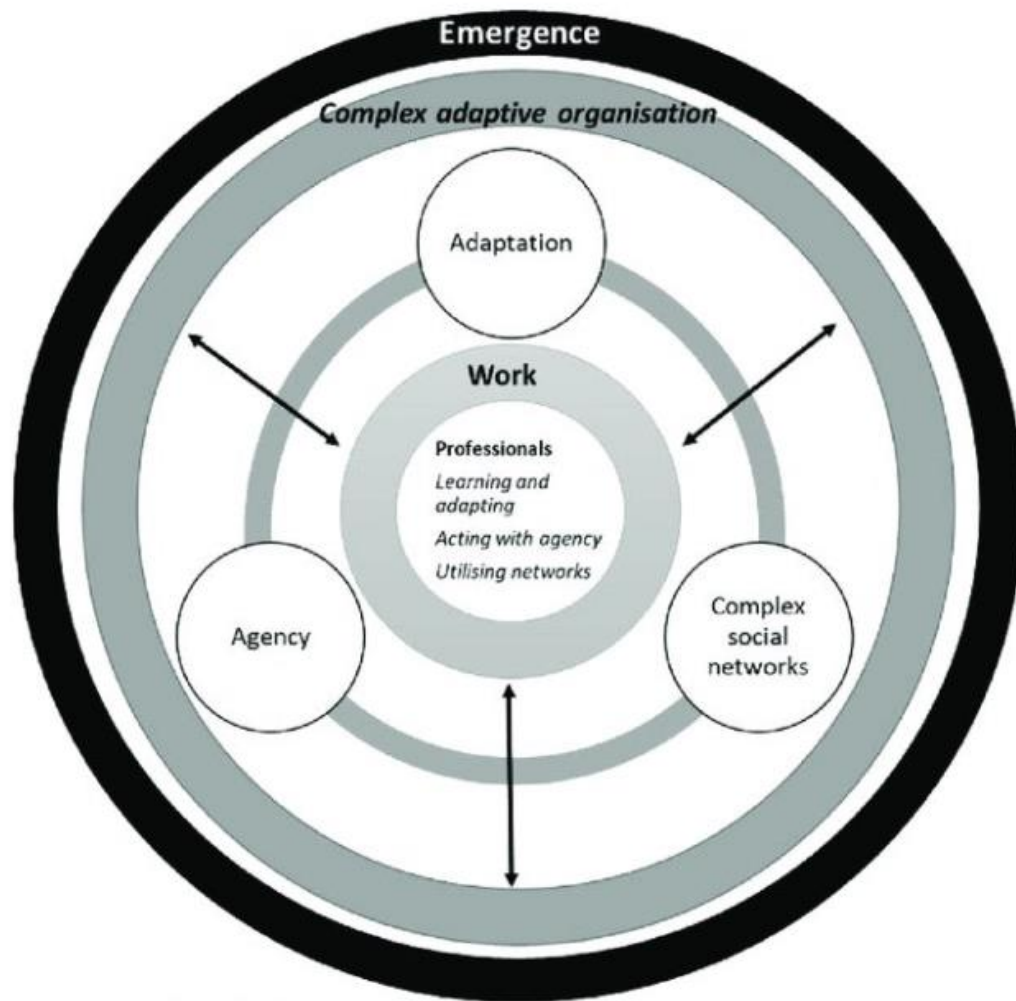 Emergence
Complex adaptive organisation
Adaptation
Work
Professionals
Learning and
adapting
Acting with agency
Utilising networks
Agency
Complex
social
networks